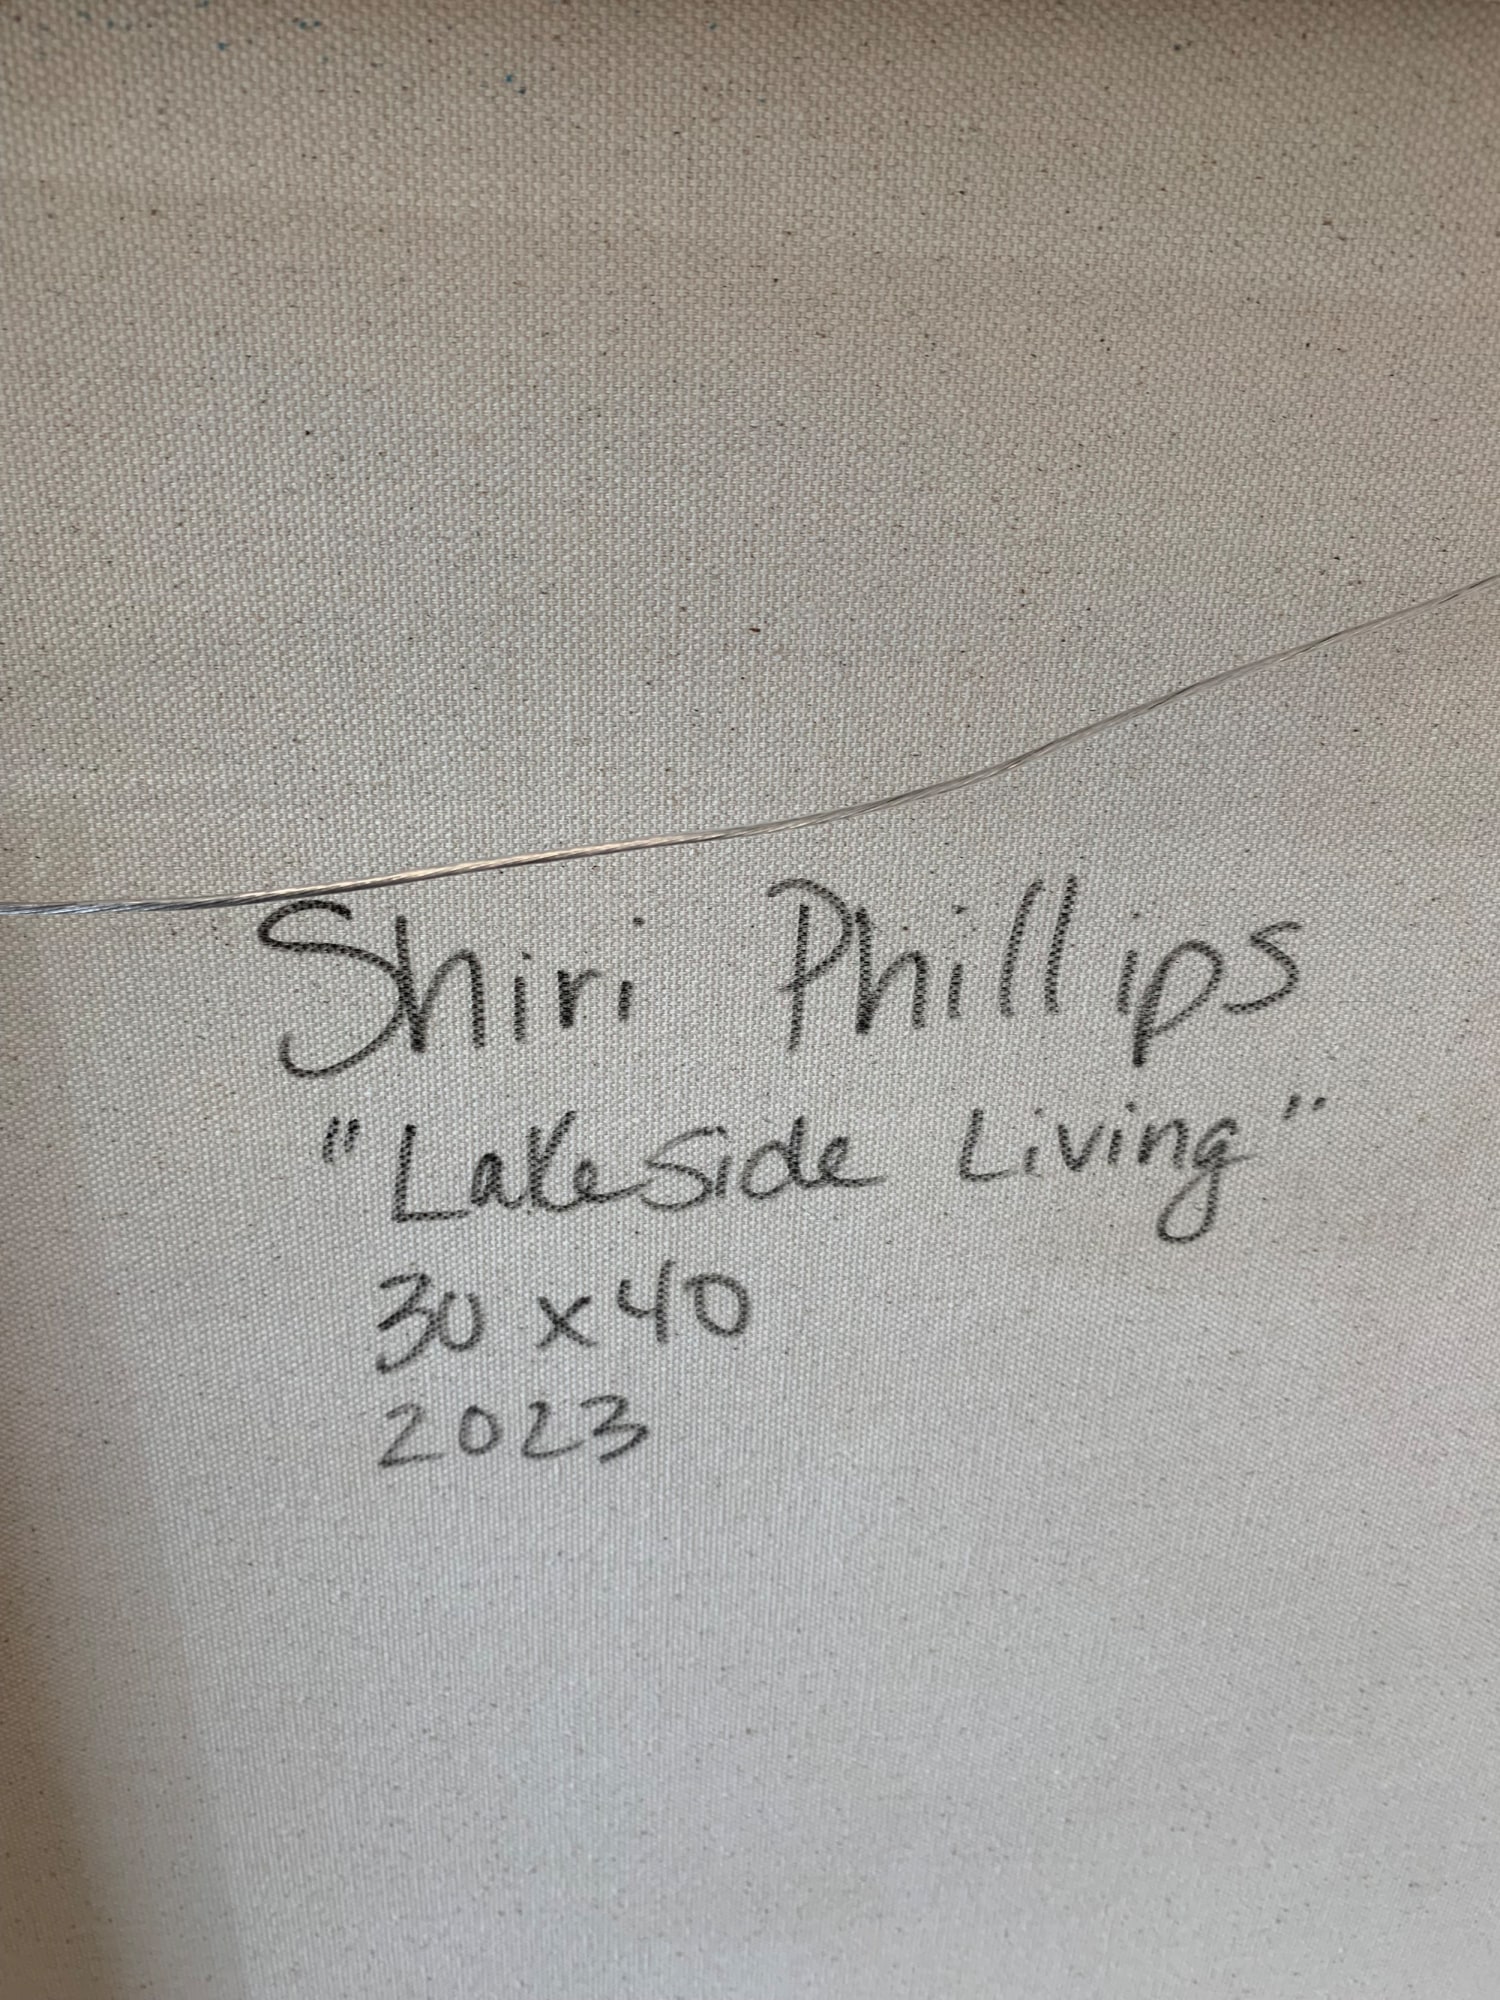 Shiri Phillips
"Lakeside Living"
30 x 40
2023